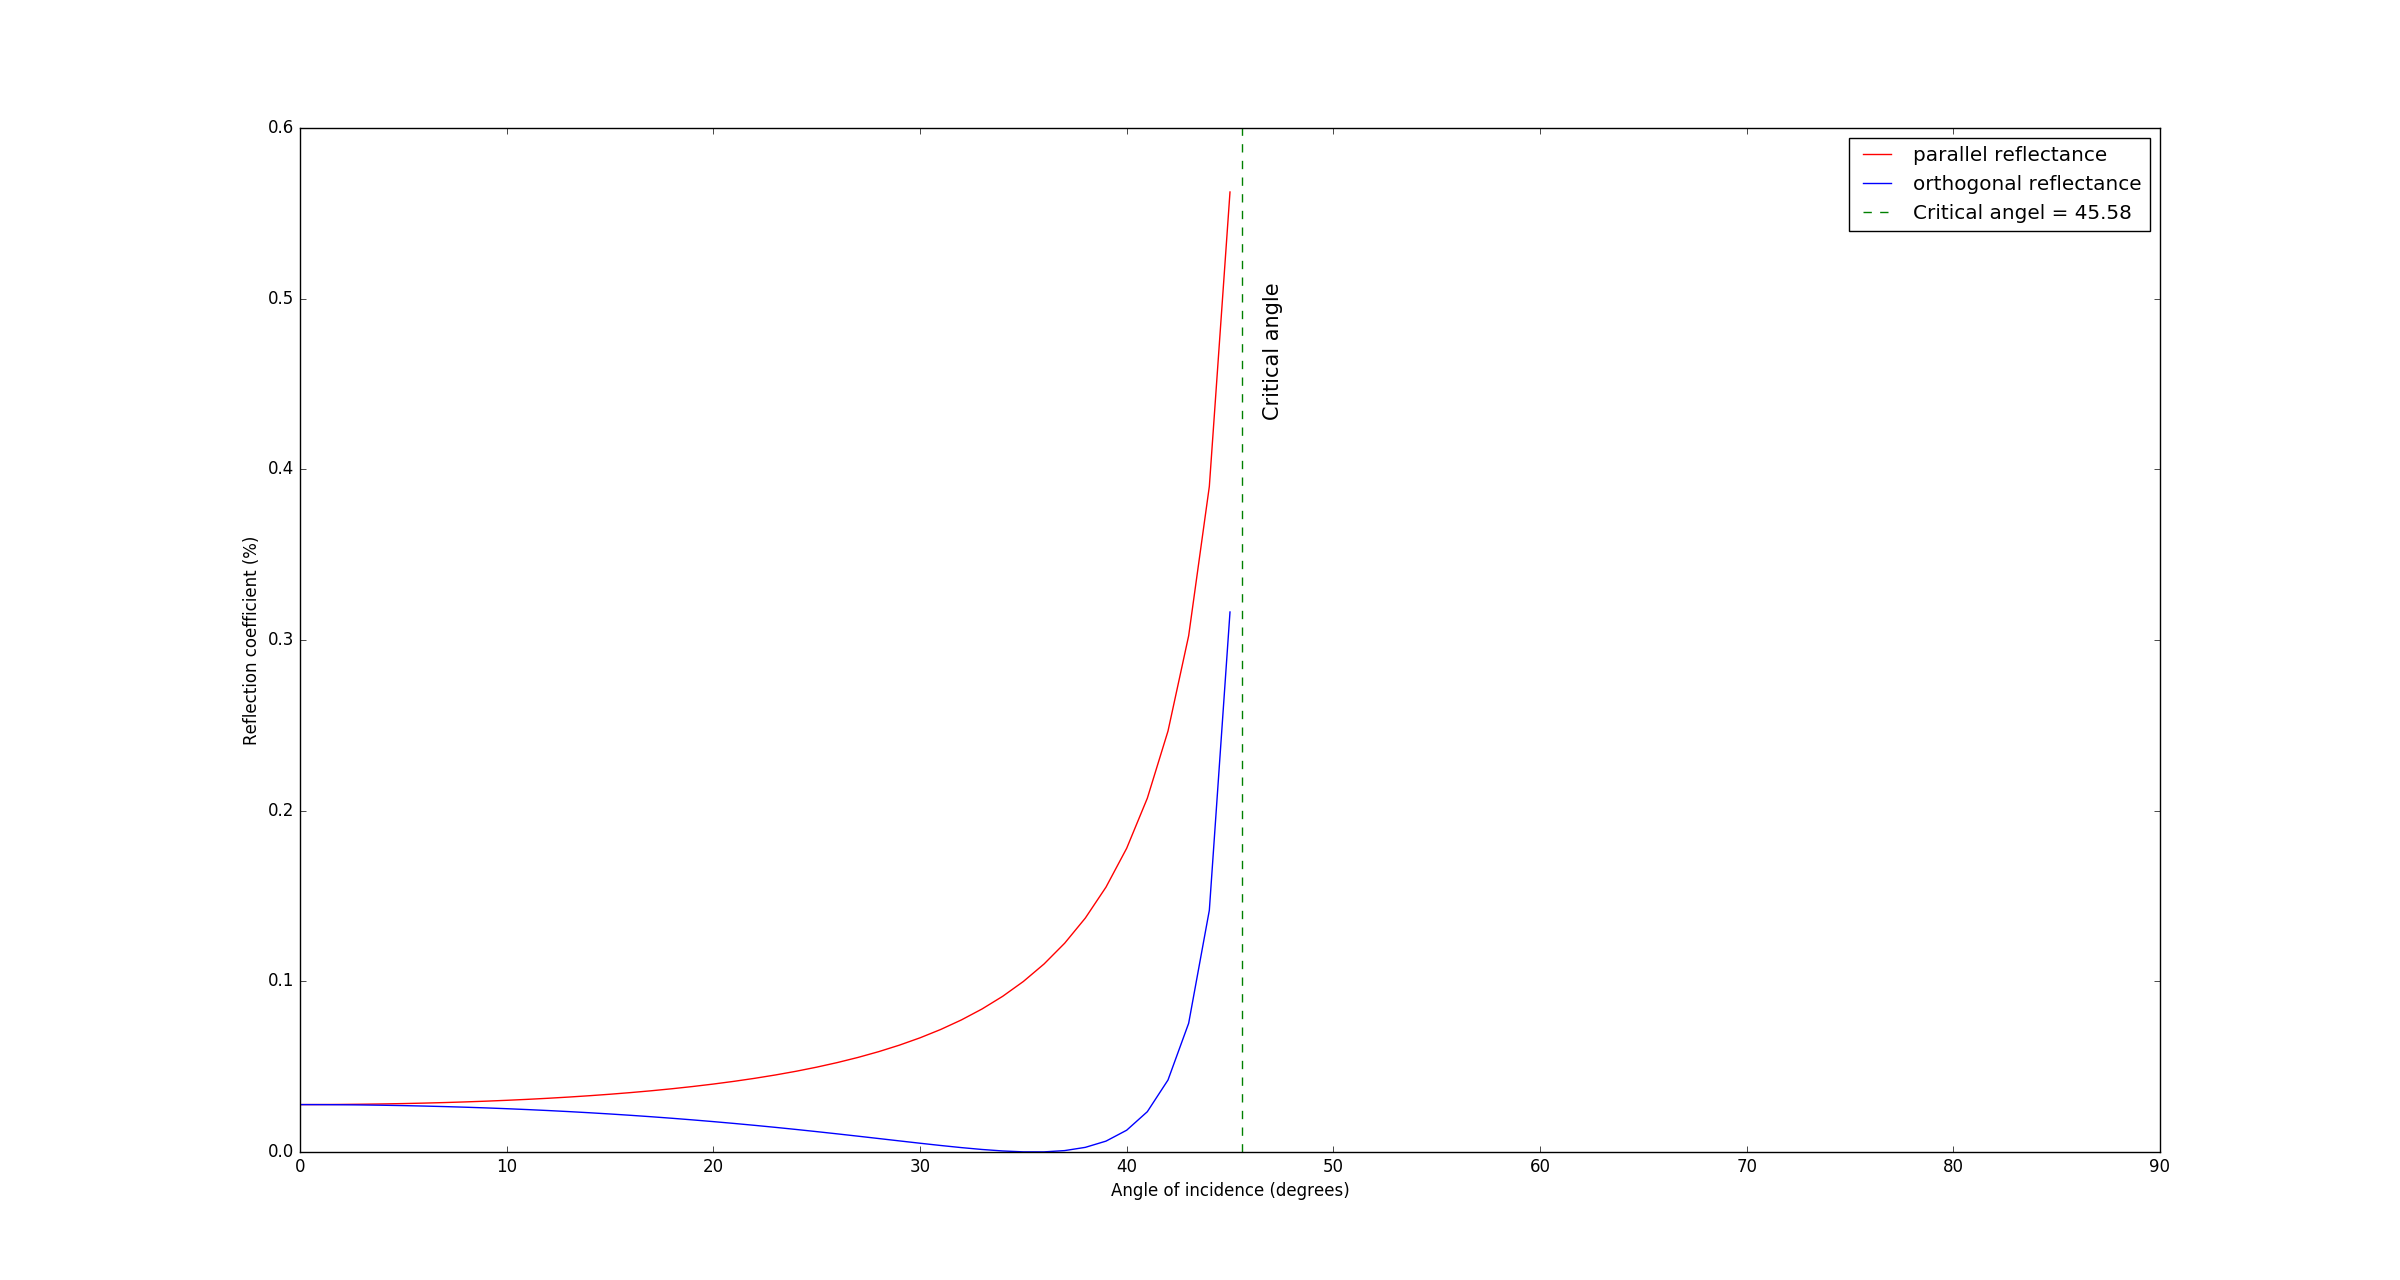 parallel reflectance
orthogonal reflectance
Critical angel = 45.58
Critical angle
Reflection coefficient (%)
0.6
0.5
0.4
0.3
0.2
0.1
0.0
0 10 20 30 40 50 60 70 80 90
Angle of incidence (degrees)